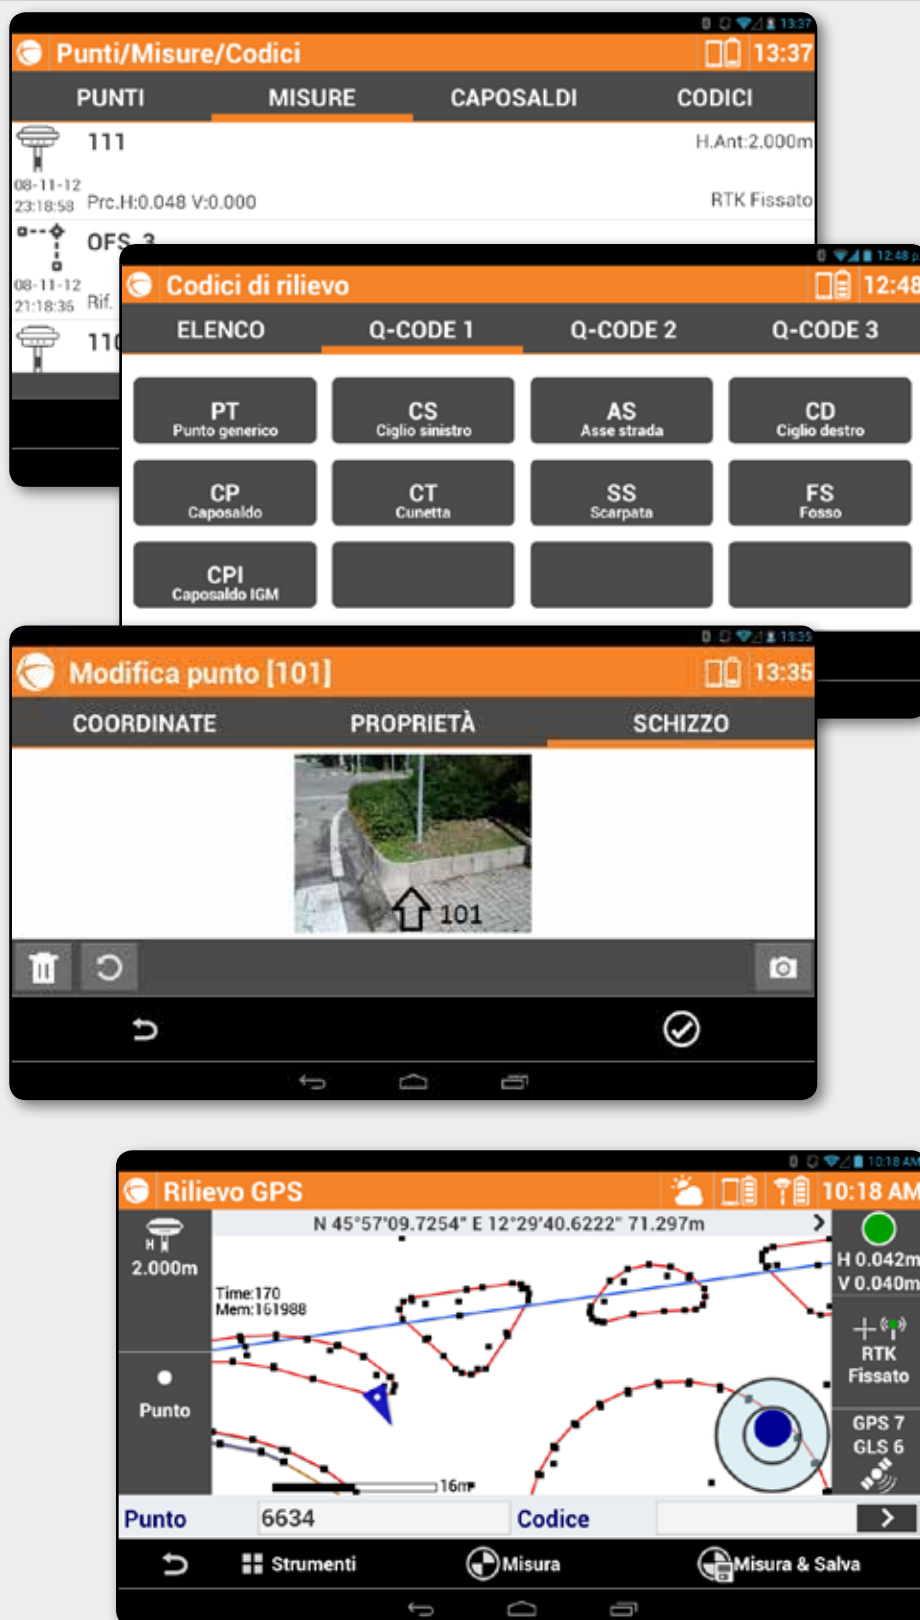 13:37
Punti/Misure/Codici 13:37
PUNTI MISURE CAPOSALDI CODICI
111 H.Ant:2.000m
08-11-12
23:18:58 Prc.H:0.048 V:0.000 RTK Fissato
OFS_3
08-11-12
21:18:36 Rif.
110
12:48 p
Codici di rilievo 12:48
ELENCO Q-CODE 1 Q-CODE 2 Q-CODE 3
PT CS AS CD
Punto generico Ciglio sinistro Asse strada Ciglio destro
CP CT SS FS
Caposaldo Cunetta Scarpata Fosso
CPI
Caposaldo IGM
13:35
Modifica punto [101] 13:35
COORDINATE PROPRIETÀ SCHIZZO
101
10:18 AM
Rilievo GPS 10:18 AM
N 45°57'09.7254" E 12°29'40.6222" 71.297m
H
2.000m
H 0.042m
V 0.040m
Time:170
Mem:161988
RTK
Fissato
Punto
GPS 7
GLS 6
16m
Punto 6634 Codice
Strumenti Misura Misura & Salva